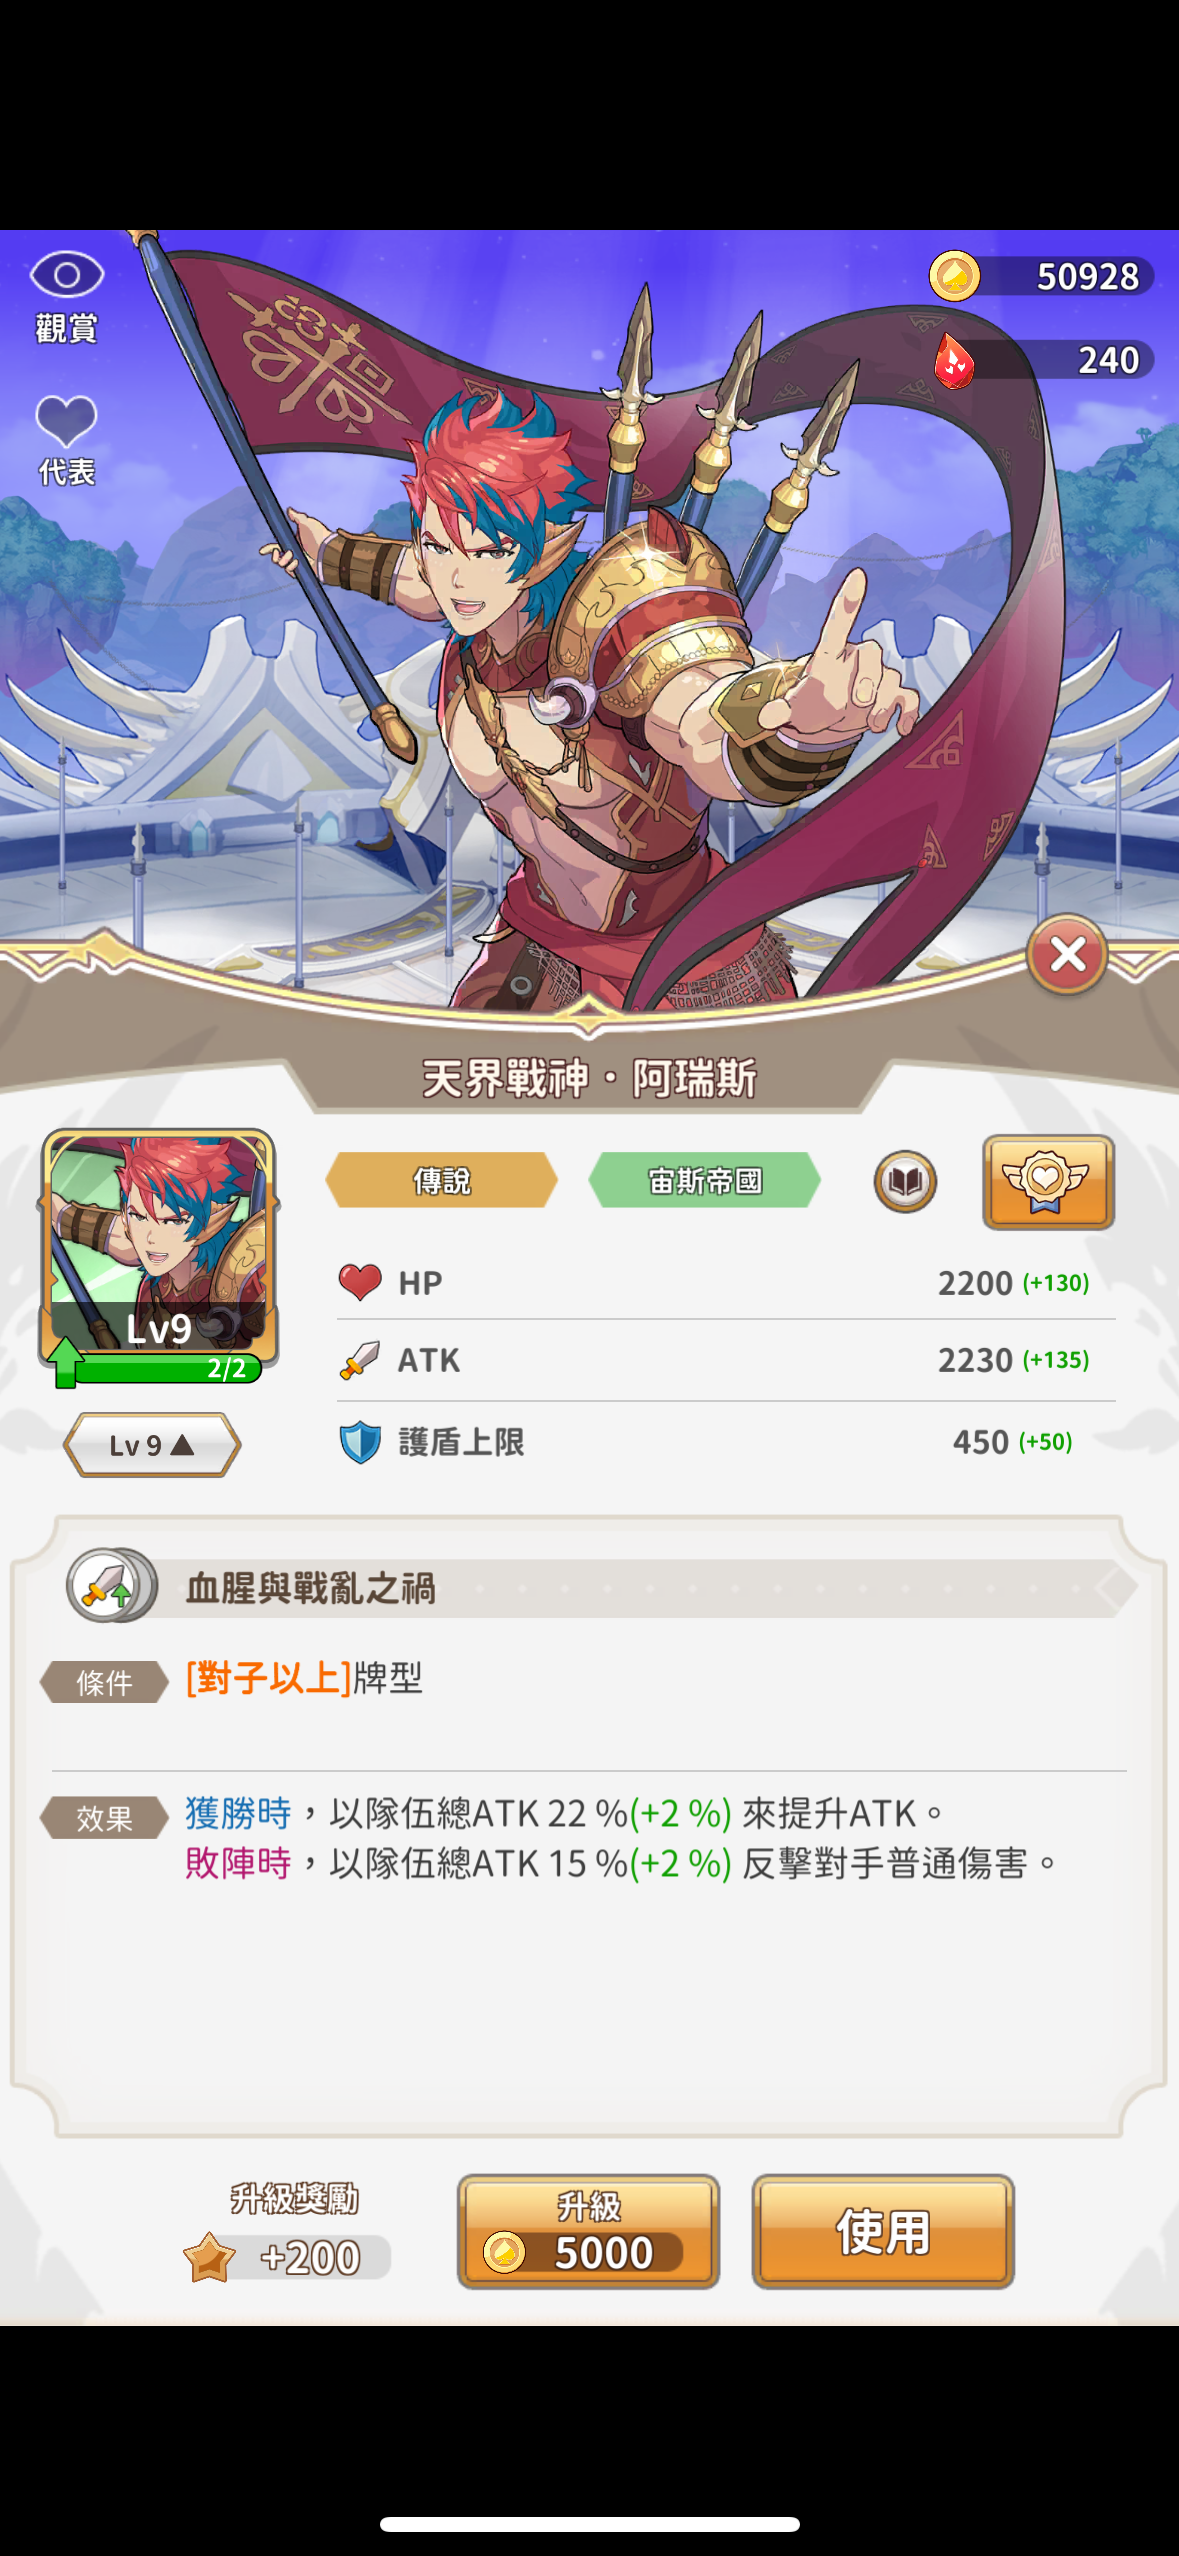 觀賞
50928
240
代表
天界戰神・阿瑞斯
傳說
宙斯帝國
HP 2200 (+130)
Lv9
2/2
ATK 2230 (+135)
Lv 9 ▲
護盾上限 450 (+50)
血腥與戰亂之禍
條件 [對子以上]牌型
效果 獲勝時，以隊伍總ATK 22 %(+2 %) 來提升ATK。
敗陣時，以隊伍總ATK 15 %(+2 %) 反擊對手普通傷害。
升級獎勵
+200
升級
5000
使用